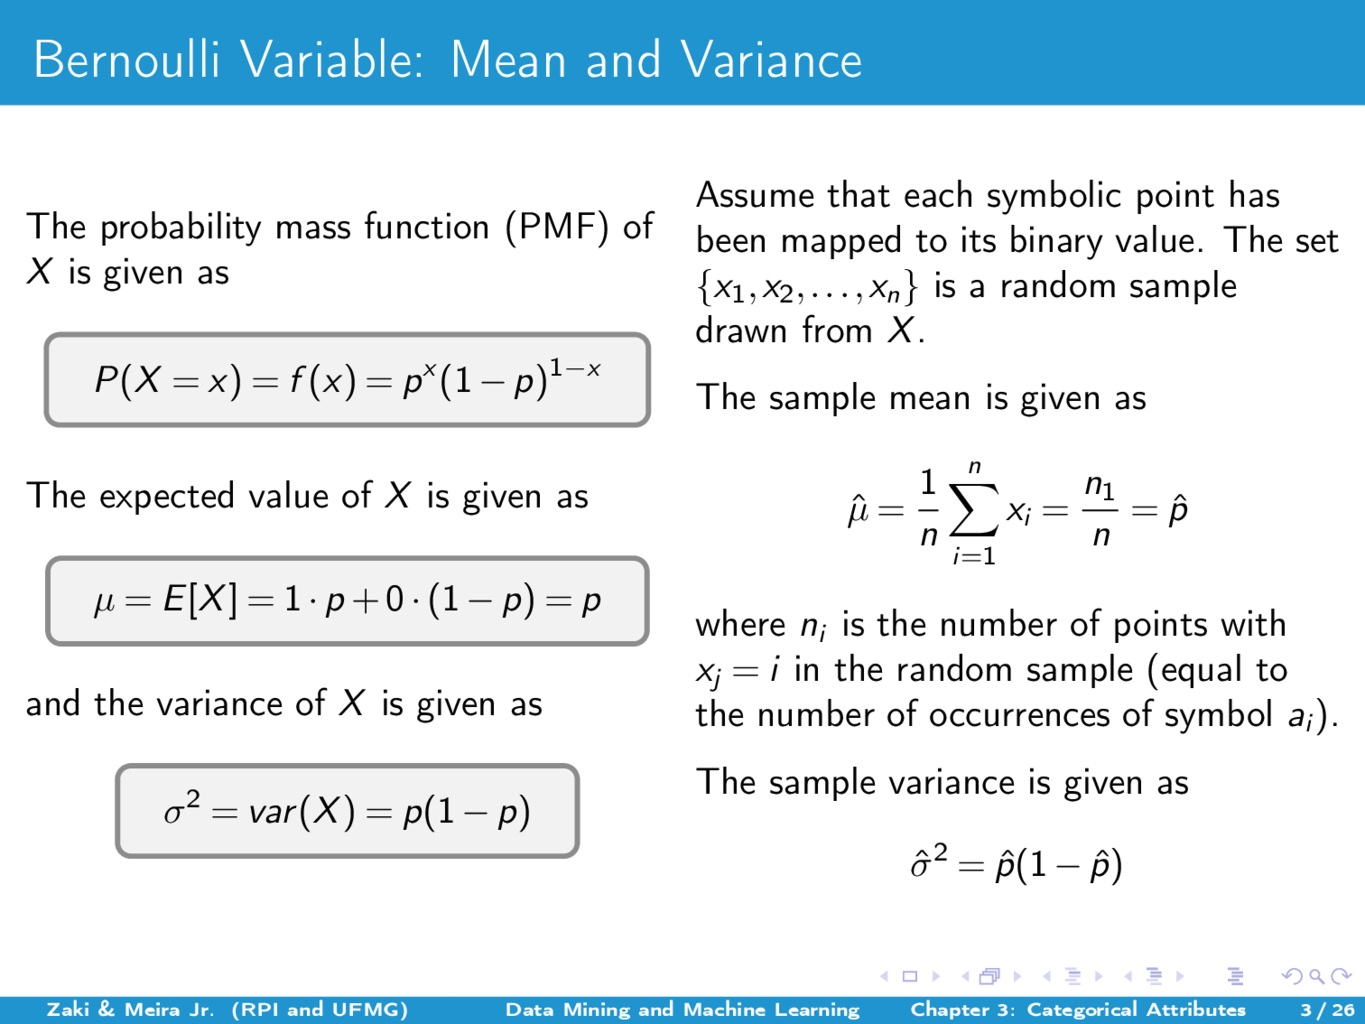 Bernoulli Variable: Mean and Variance
The probability mass function (PMF) of
X is given as
P(X = x) = f(x) = p^x(1 − p)^{1−x}
The expected value of X is given as
μ = E[X] = 1 · p + 0 · (1 − p) = p
and the variance of X is given as
σ^2 = var(X) = p(1 − p)
Assume that each symbolic point has
been mapped to its binary value. The set
{x_1, x_2, . . . , x_n} is a random sample
drawn from X.
The sample mean is given as
μ̂ = \frac{1}{n} \sum_{i=1}^{n} x_i = \frac{n_1}{n} = p̂
where n_i is the number of points with
x_j = i in the random sample (equal to
the number of occurrences of symbol a_i).
The sample variance is given as
σ̂^2 = p̂(1 − p̂)
Zaki & Meira Jr. (RPI and UFMG) Data Mining and Machine Learning Chapter 3: Categorical Attributes 3 / 26